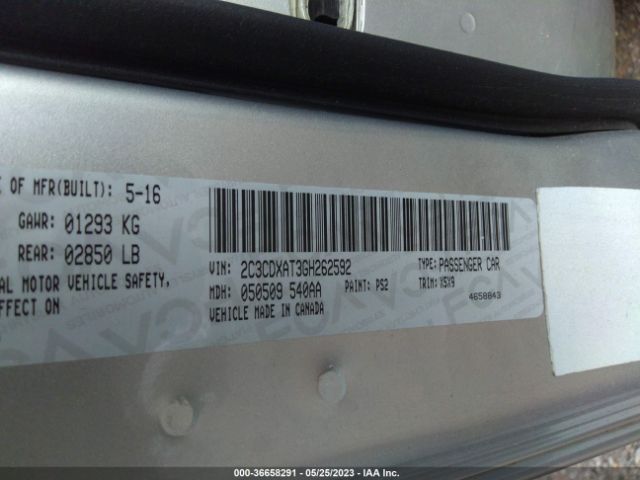 E OF MFR(BUILT): 5-16
GAWR: 01293 KG
REAR: 02850 LB
AL MOTOR VEHICLE SAFETY,
EFFECT ON
VIN: 2C3CDXAT3GH262592
TYPE: PASSENGER CAR
MDH: 050509 540AA
PAINT: PS2
TRIM: X5X9
VEHICLE MADE IN CANADA
4658843
000-36658291 - 05/25/2023 - IAA Inc.